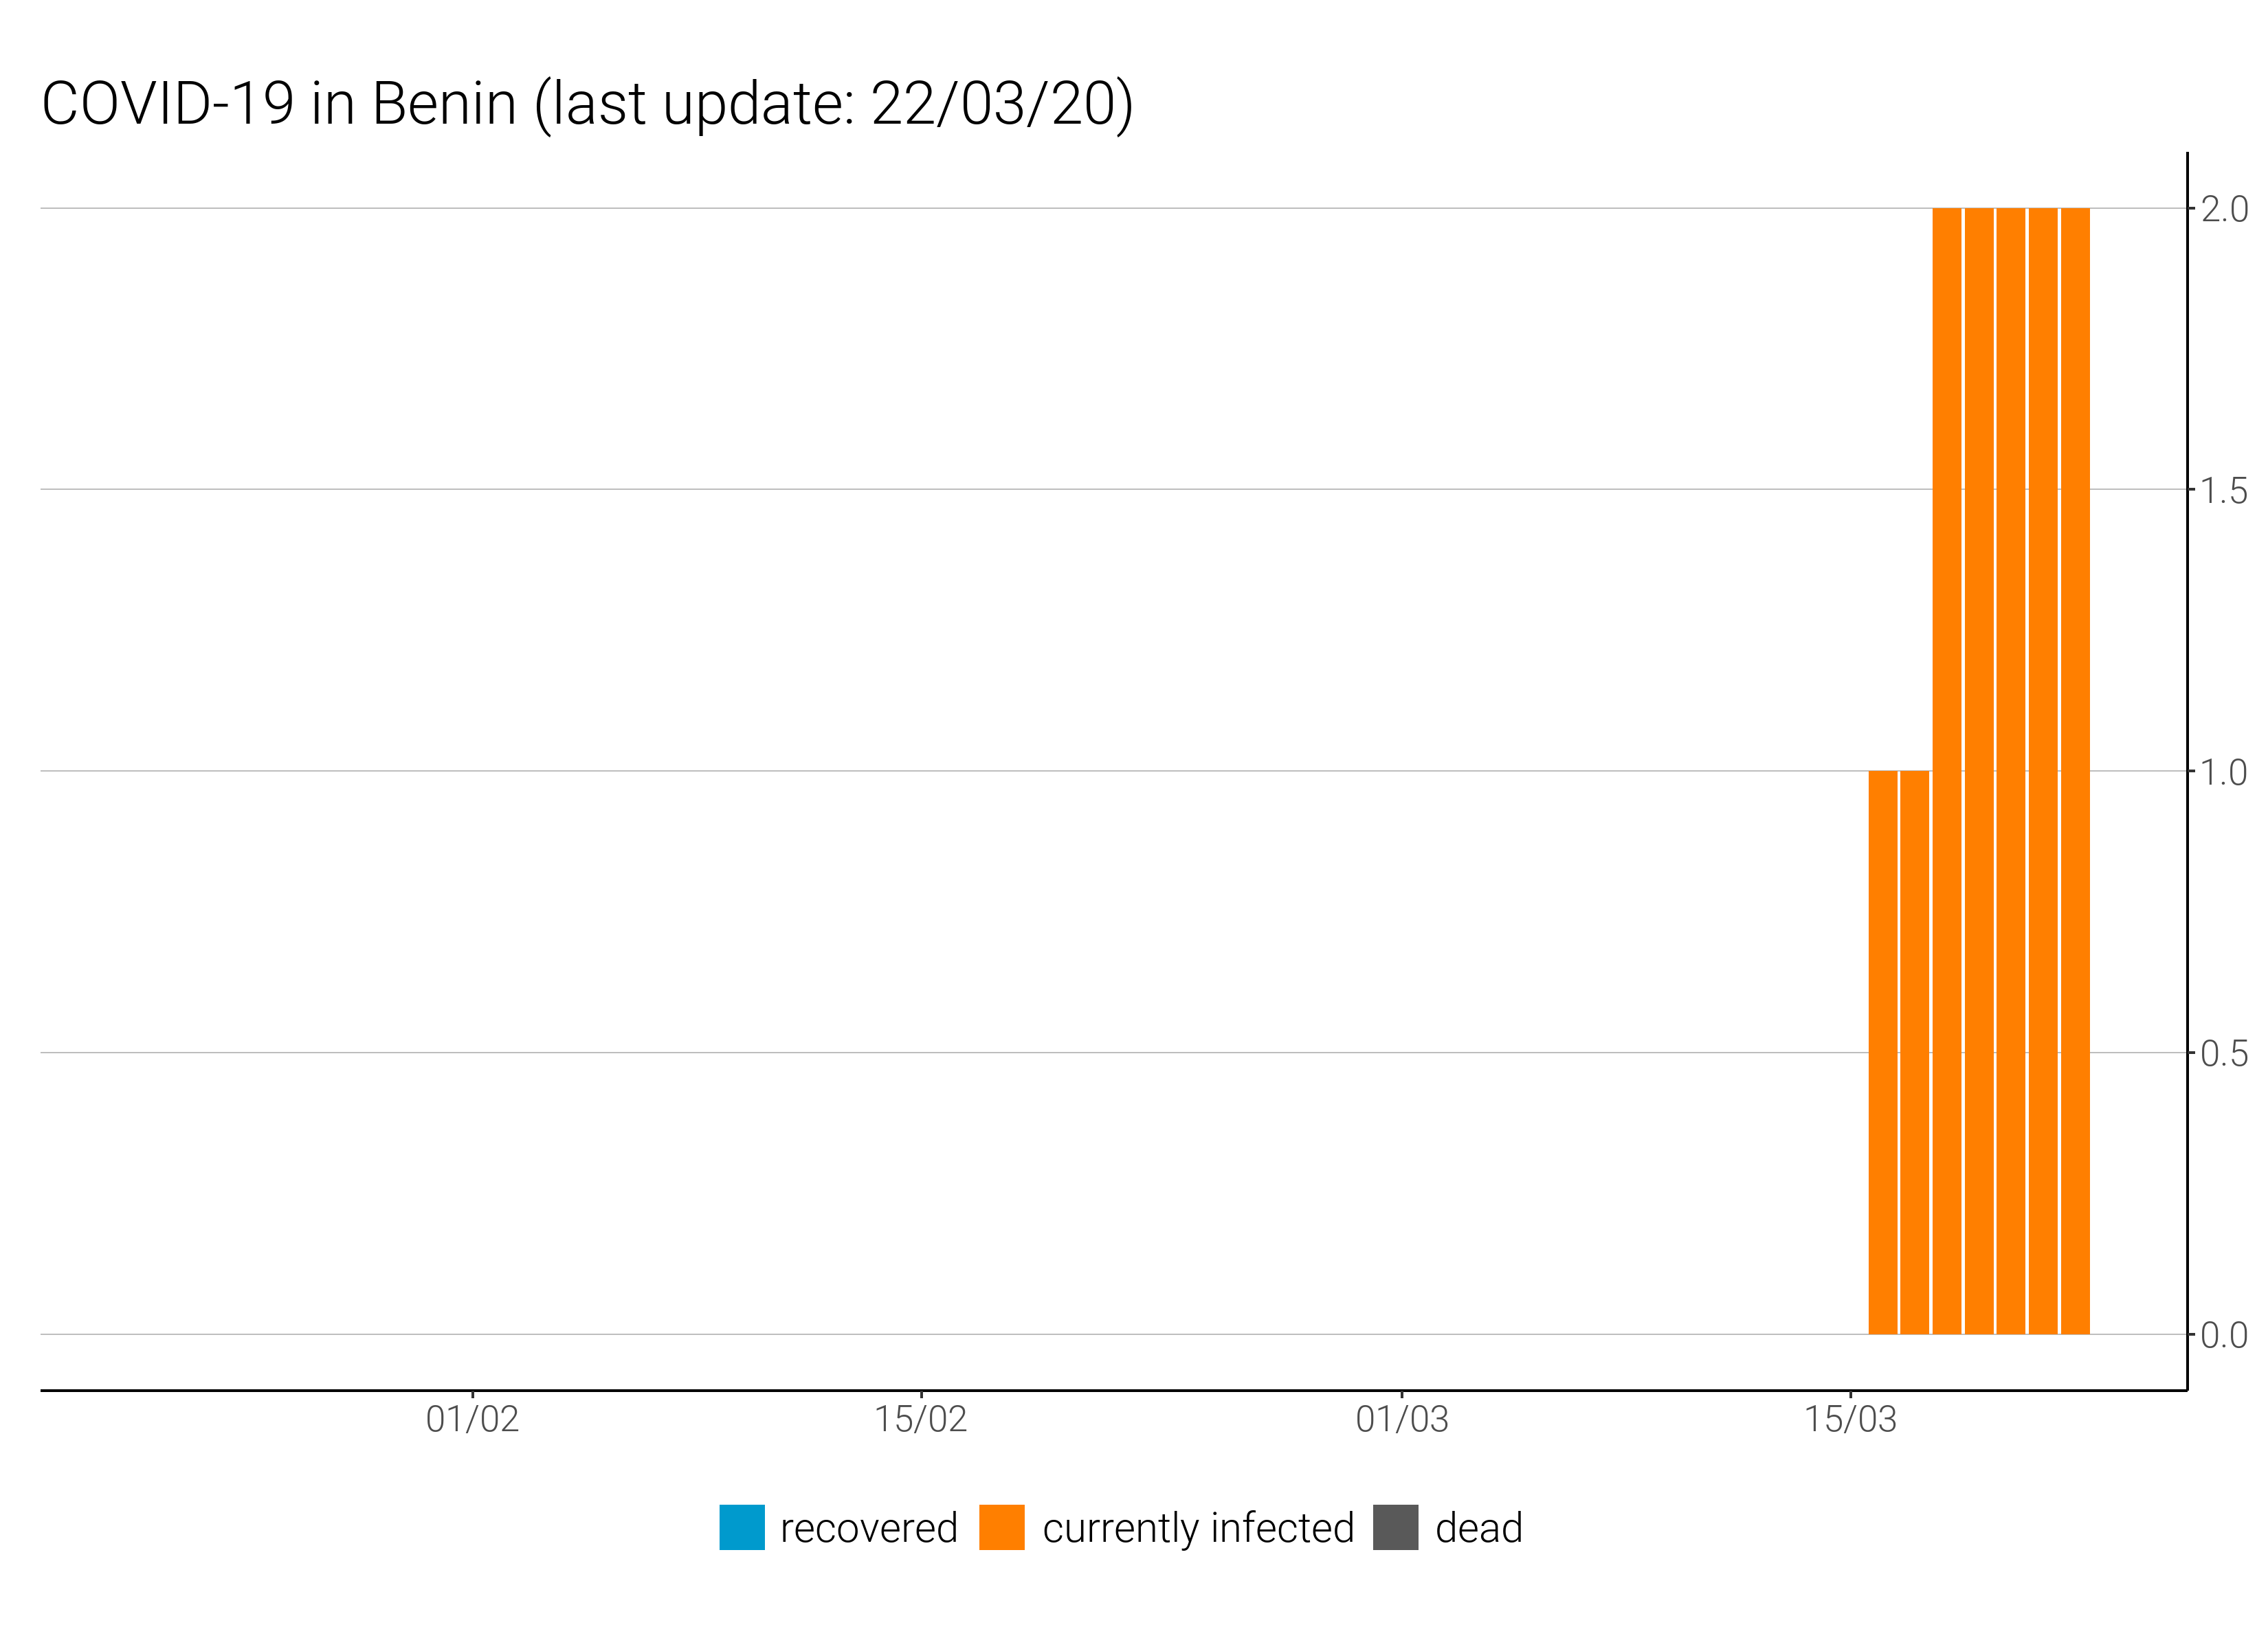 COVID-19 in Benin (last update: 22/03/20)
2.0
1.5
1.0
0.5
0.0
01/02 15/02 01/03 15/03
recovered currently infected dead